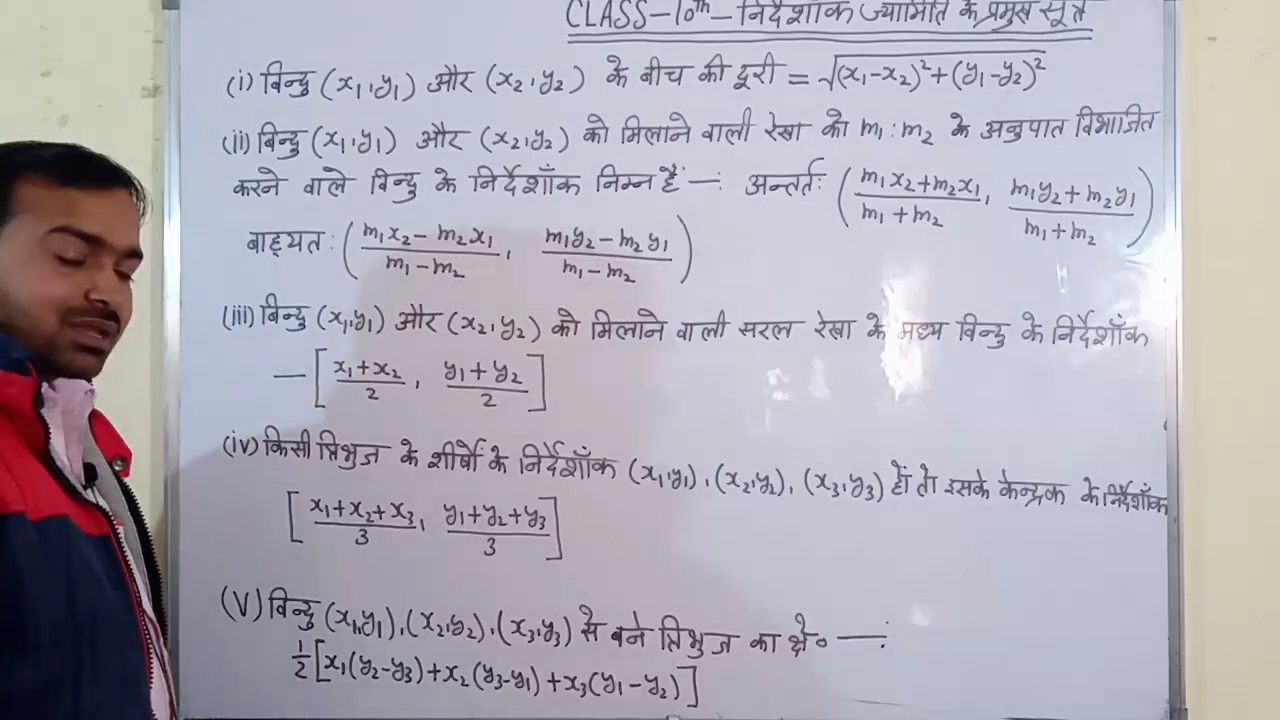 CLASS-10th - निर्देशाँक ज्यामिति के प्रमुख सूत्र
(i) बिन्दु (x₁,y₁) और (x₂,y₂) के बीच की दूरी = √(x₁-x₂)²+(y₁-y₂)²
(ii) बिन्दु (x₁,y₁) और (x₂,y₂) को मिलाने वाली रेखा को m₁:m₂ के अनुपात विभाजित
करने वाले बिन्दु के निर्देशाँक निम्न हैं —: अन्तर्तः ( (m₁x₂+m₂x₁)/(m₁+m₂), (m₁y₂+m₂y₁)/(m₁+m₂) )
बाह्यतः ( (m₁x₂-m₂x₁)/(m₁-m₂), (m₁y₂-m₂y₁)/(m₁-m₂) )
(iii) बिन्दु (x₁,y₁) और (x₂,y₂) को मिलाने वाली सरल रेखा के मध्य बिन्दु के निर्देशाँक
— [ (x₁+x₂)/2, (y₁+y₂)/2 ]
(iv) किसी त्रिभुज के शीर्षों के निर्देशाँक (x₁,y₁), (x₂,y₂), (x₃,y₃) हों तो इसके केन्द्रक के निर्देशाँक
[ (x₁+x₂+x₃)/3, (y₁+y₂+y₃)/3 ]
(V) बिन्दु (x₁,y₁), (x₂,y₂), (x₃,y₃) से बने त्रिभुज का क्षे० —:
1/2 [x₁(y₂-y₃)+x₂(y₃-y₁)+x₃(y₁-y₂)]